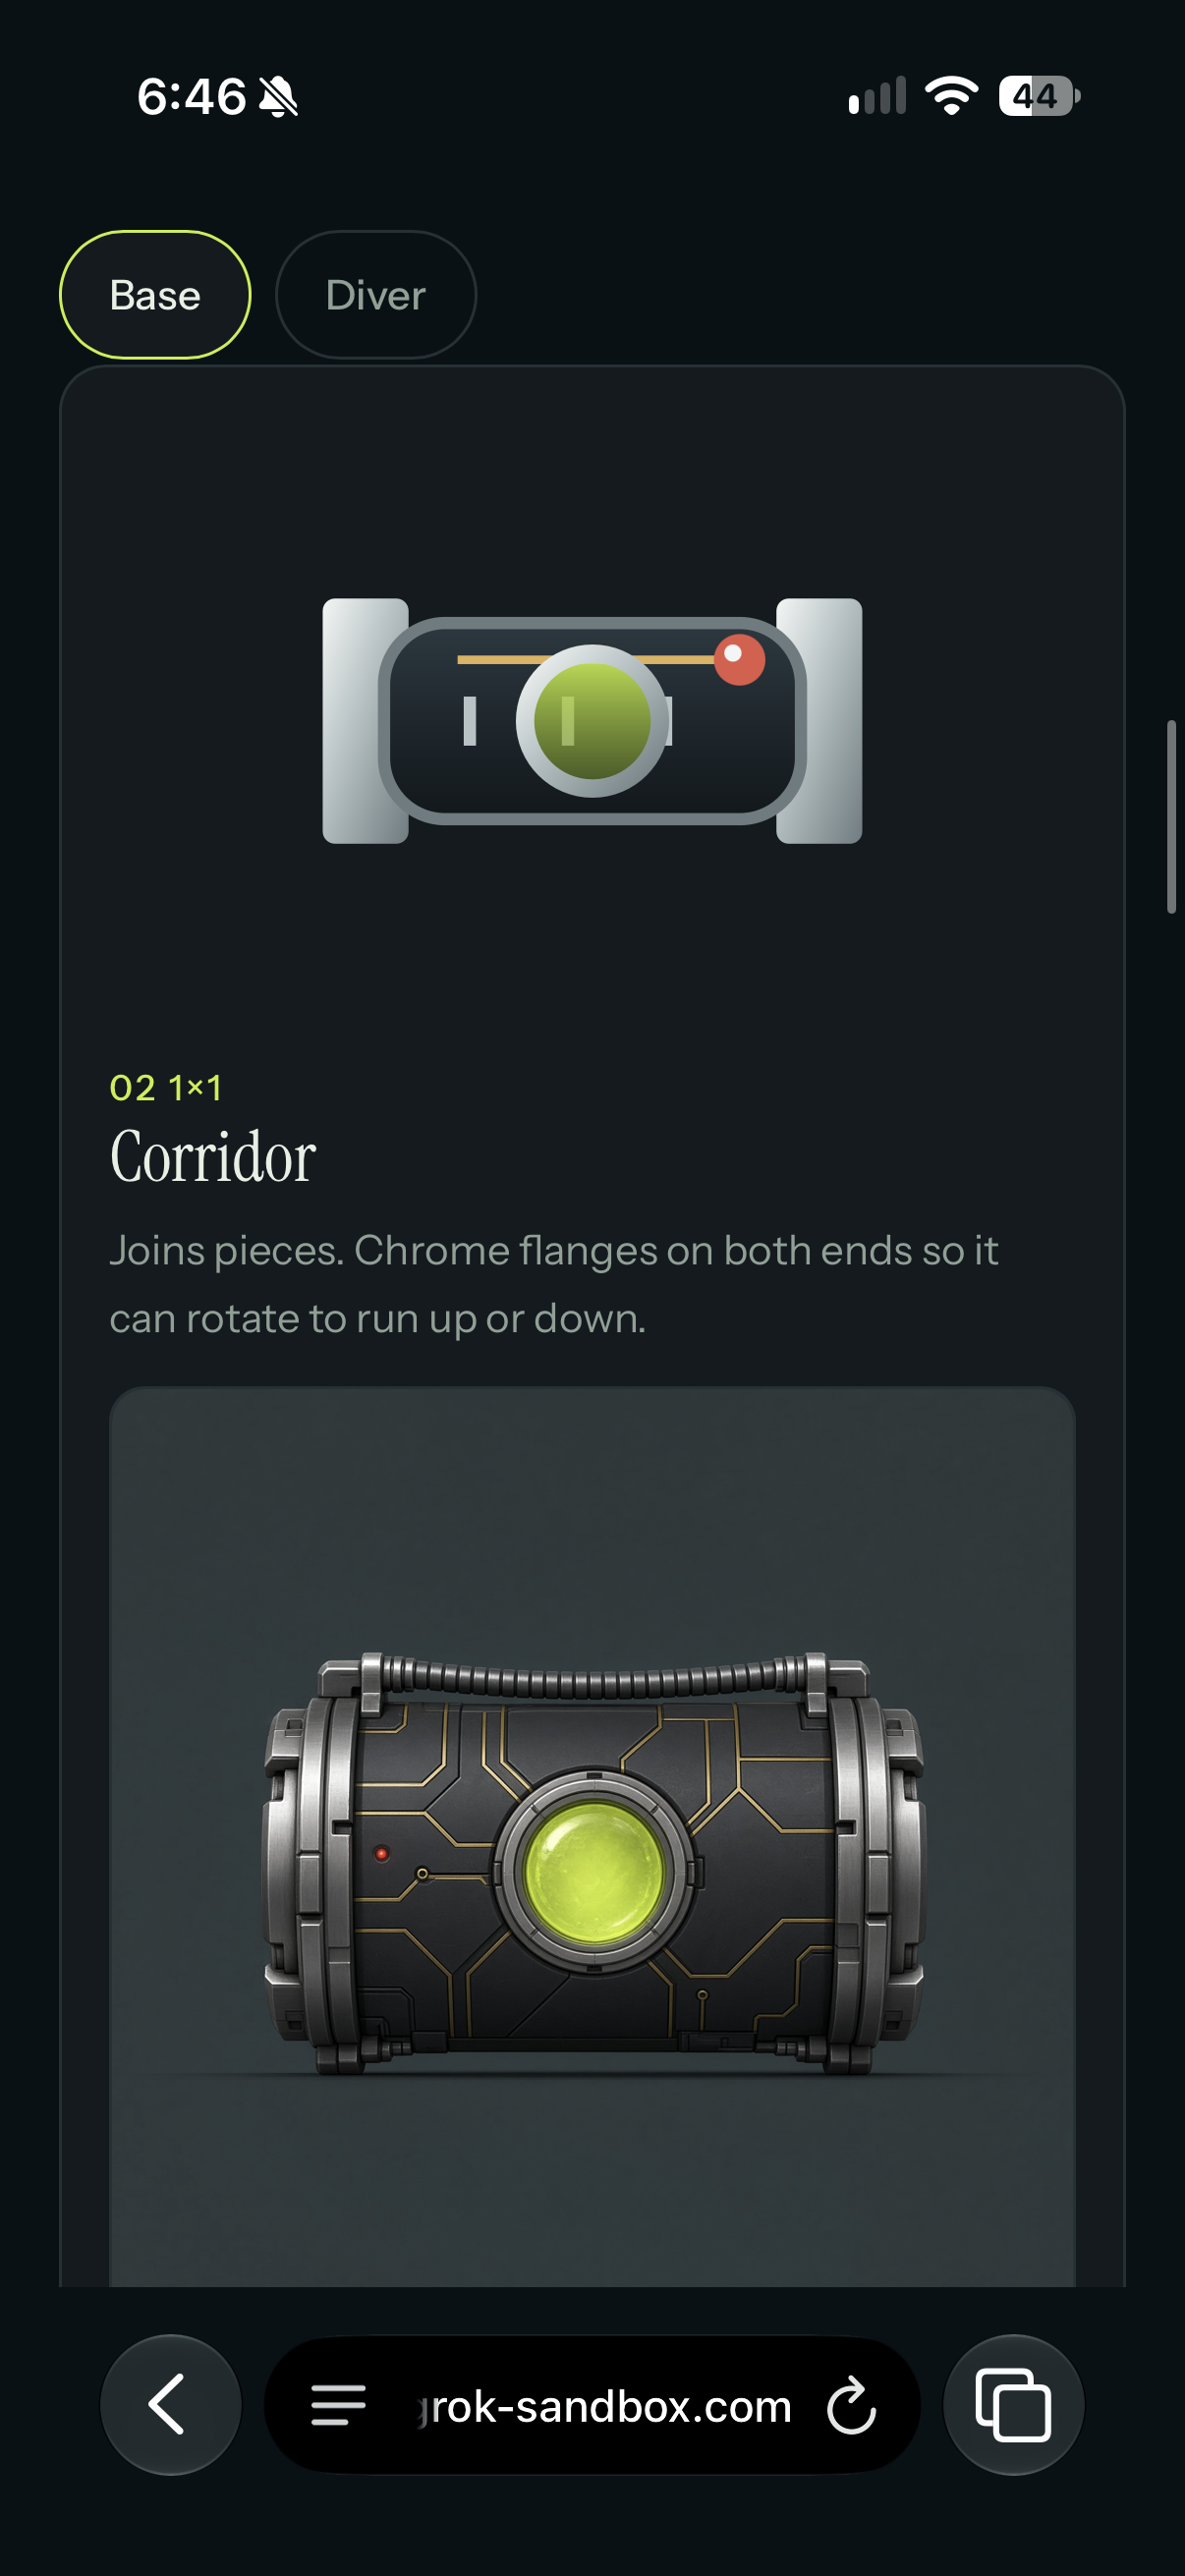 6:46
44
Base
Diver
02 1×1
Corridor
Joins pieces. Chrome flanges on both ends so it
can rotate to run up or down.
rok-sandbox.com